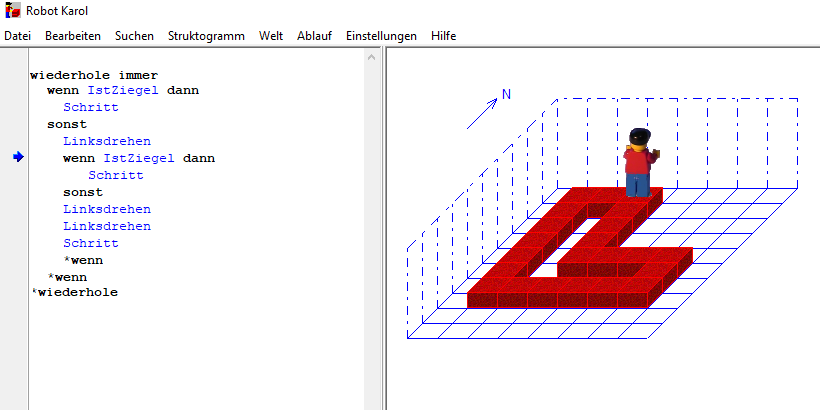 Robot Karol
Datei Bearbeiten Suchen Struktogramm Welt Ablauf Einstellungen Hilfe
wiederhole immer
wenn IstZiegel dann
Schritt
sonst
Linksdrehen
wenn IstZiegel dann
Schritt
sonst
Linksdrehen
Linksdrehen
Schritt
*wenn
*wenn
*wiederhole
N